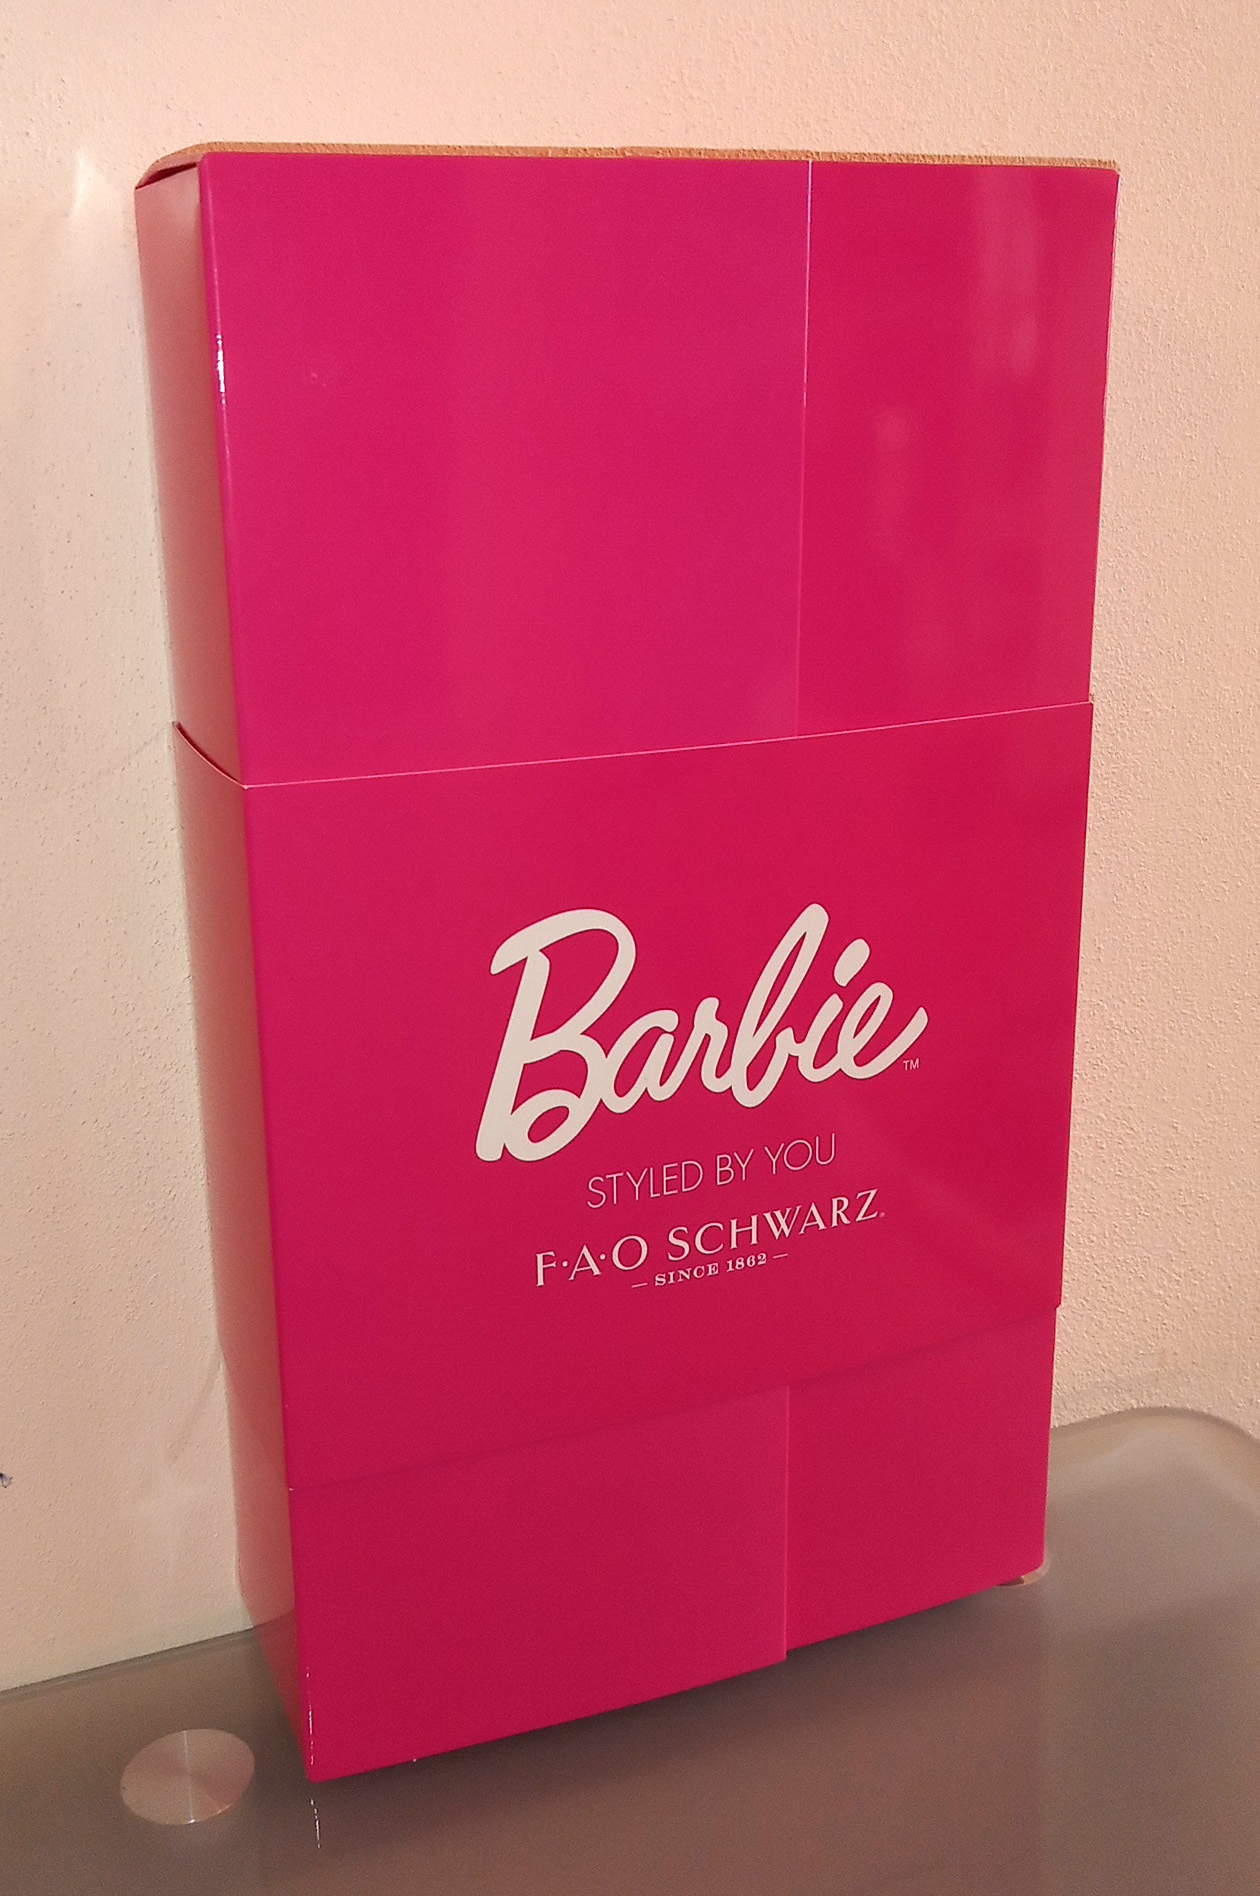 Barbie™
STYLED BY YOU
F·A·O SCHWARZ®
— SINCE 1862 —